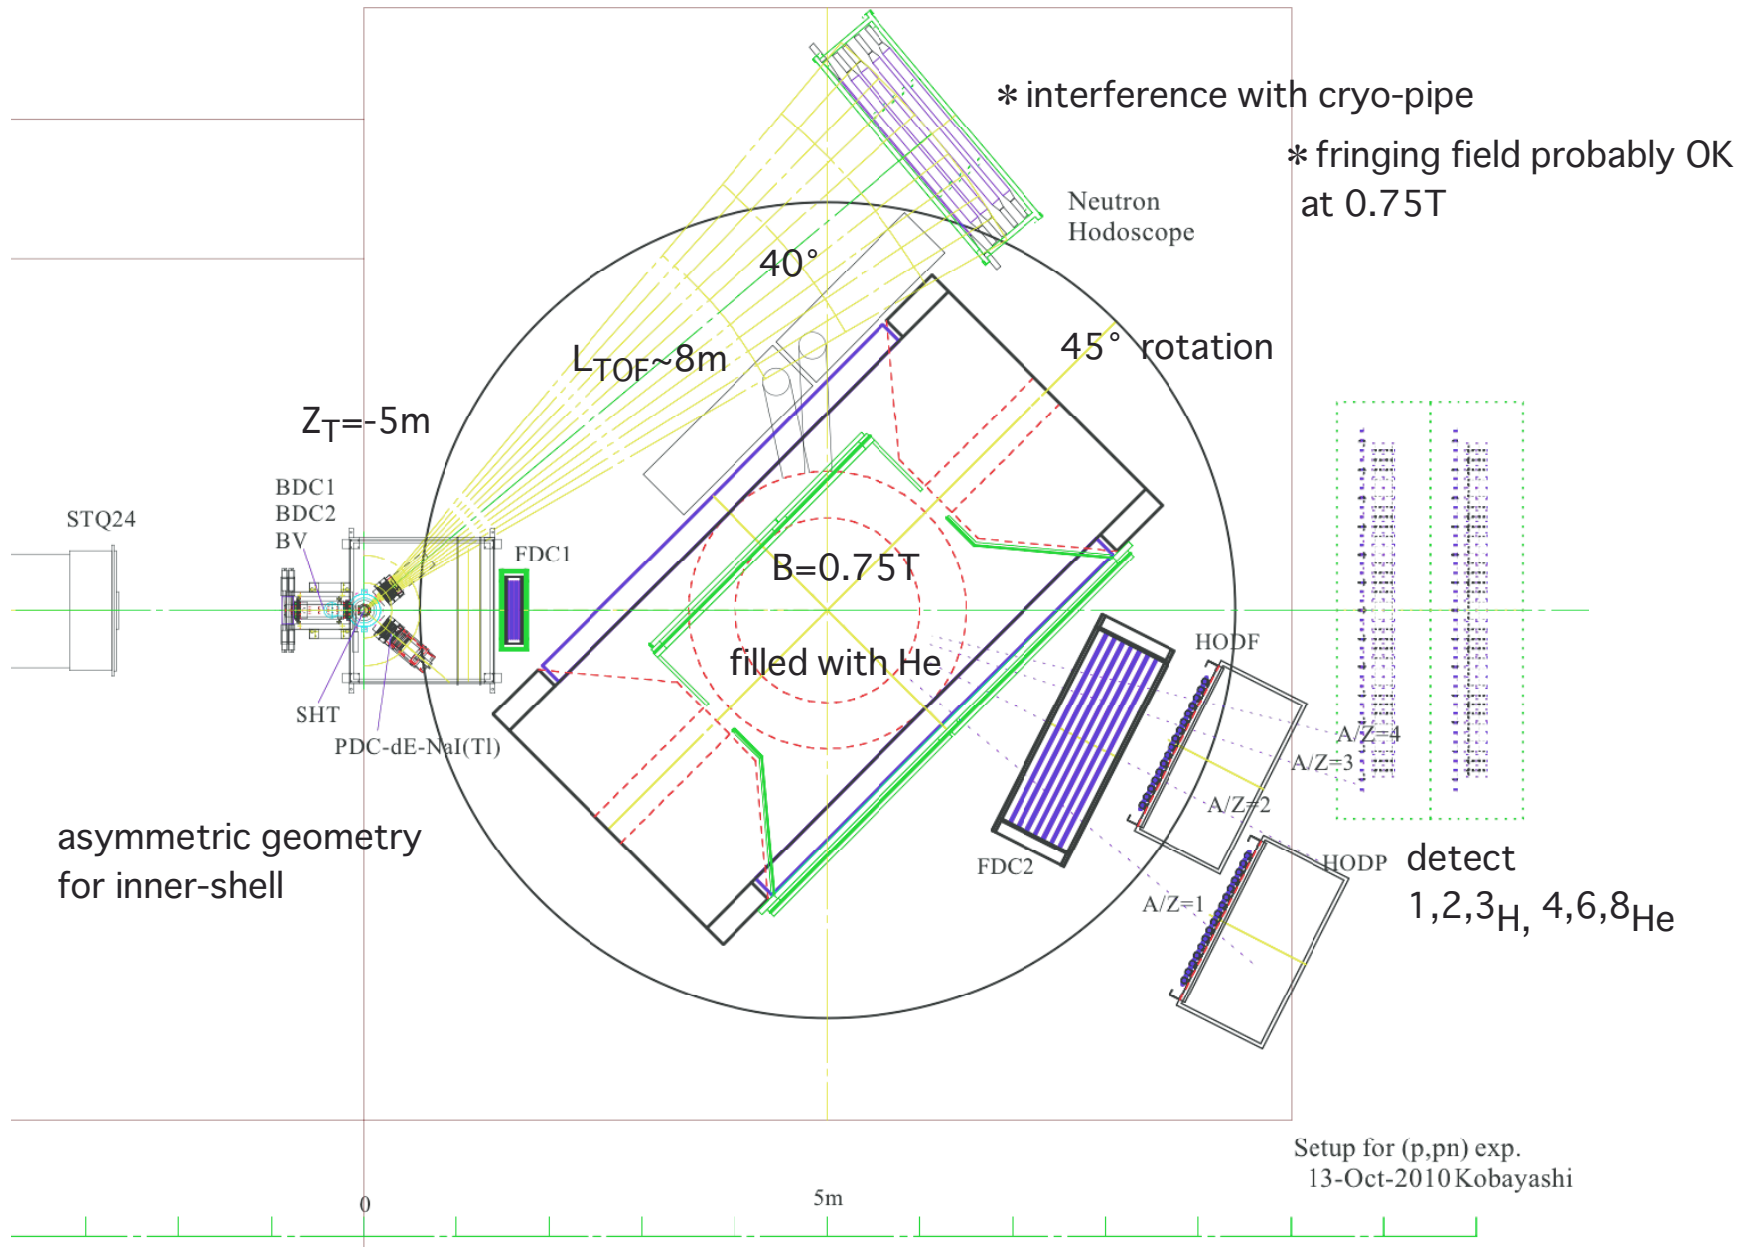 * interference with cryo-pipe
* fringing field probably OK
at 0.75T
Neutron
Hodoscope
40°
45° rotation
LTOF~8m
ZT=-5m
BDC1
BDC2
BV
STQ24
FDC1
B=0.75T
filled with He
HODF
SHT
PDC-dE-NaI(Tl)
A/Z=4
A/Z=3
A/Z=2
A/Z=1
FDC2
HODP
asymmetric geometry
for inner-shell
detect
1,2,3H, 4,6,8He
Setup for (p,pn) exp.
13-Oct-2010 Kobayashi
0
5m